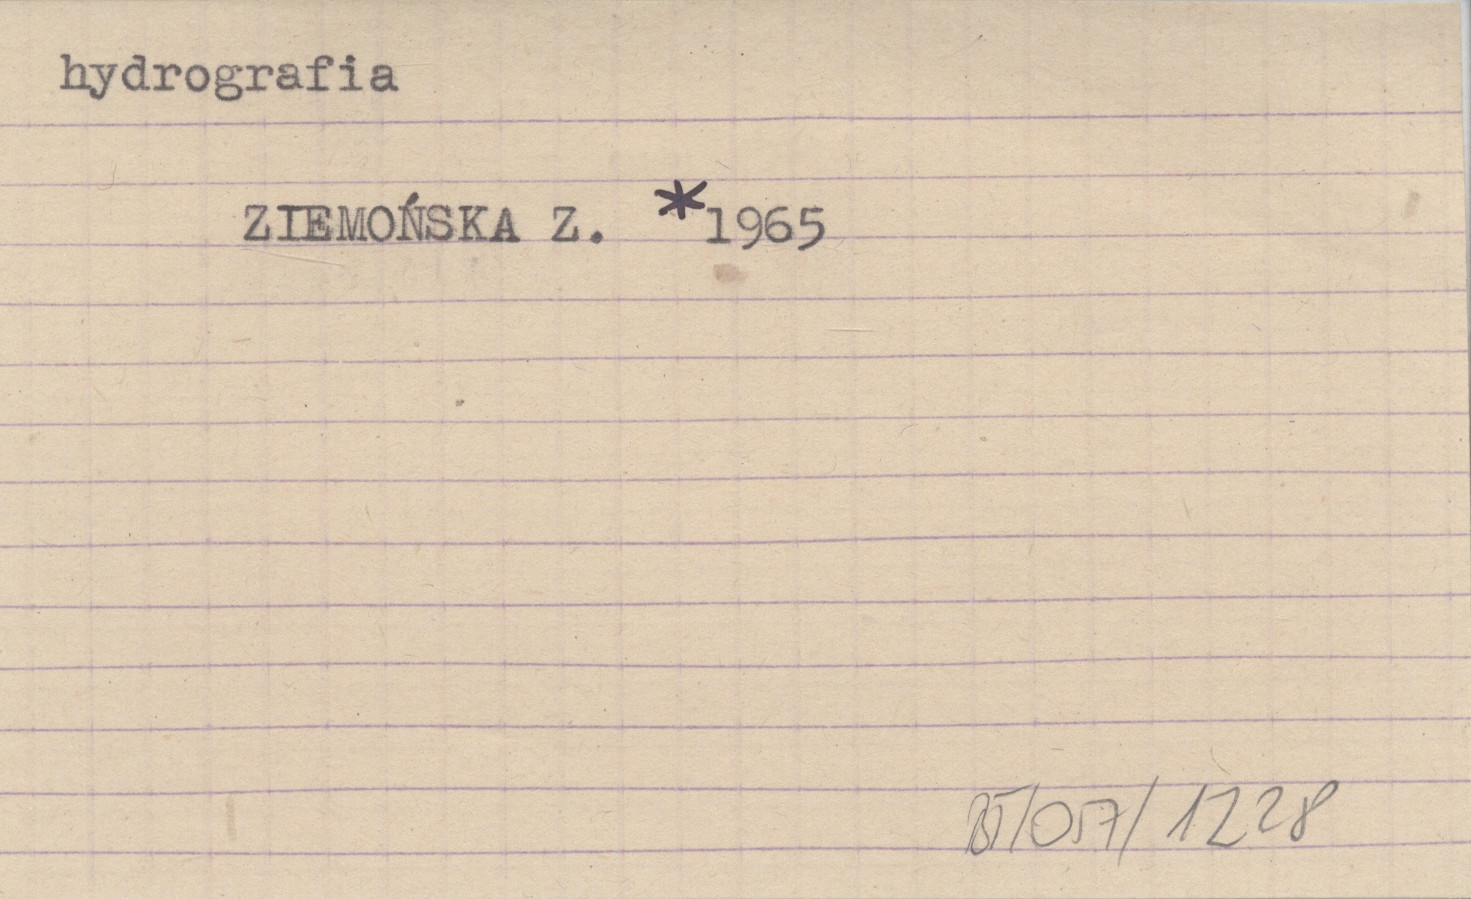 hydrografia
ZIEMOŃSKA Z. *1965
BT/057/1228